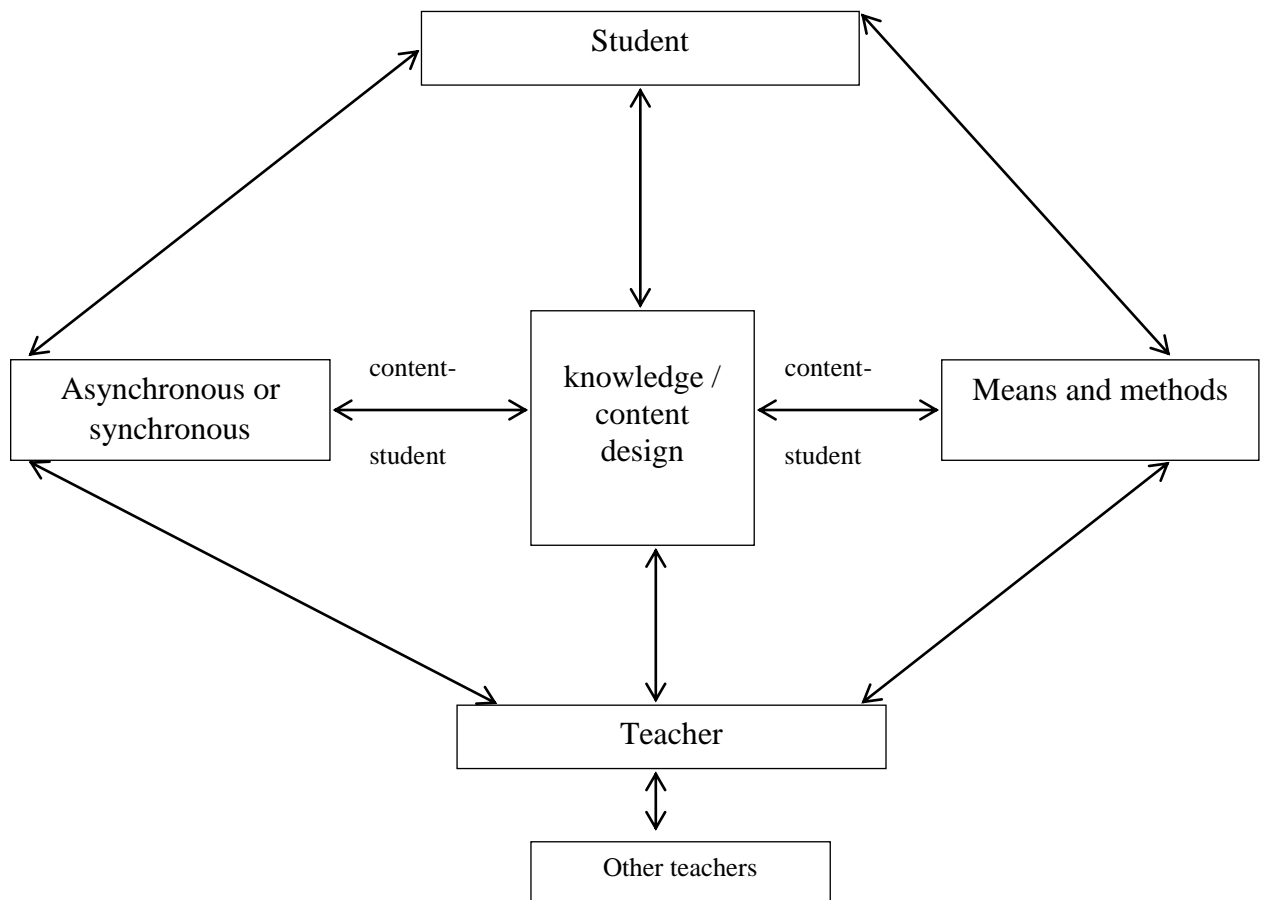 Student
content-
content-
Asynchronous or
synchronous
knowledge /
content
design
Means and methods
student
student
Teacher
Other teachers